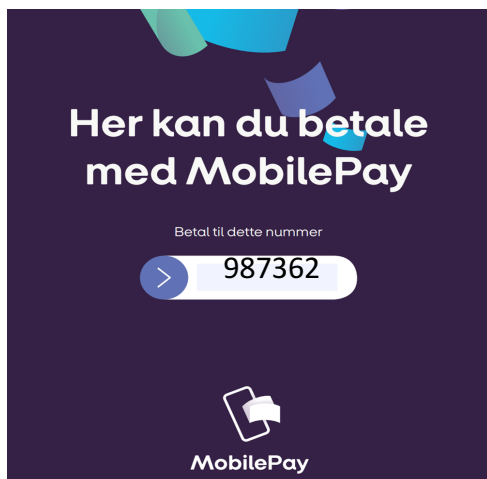 Her kan du betale
med MobilePay
Betal til dette nummer
987362
MobilePay